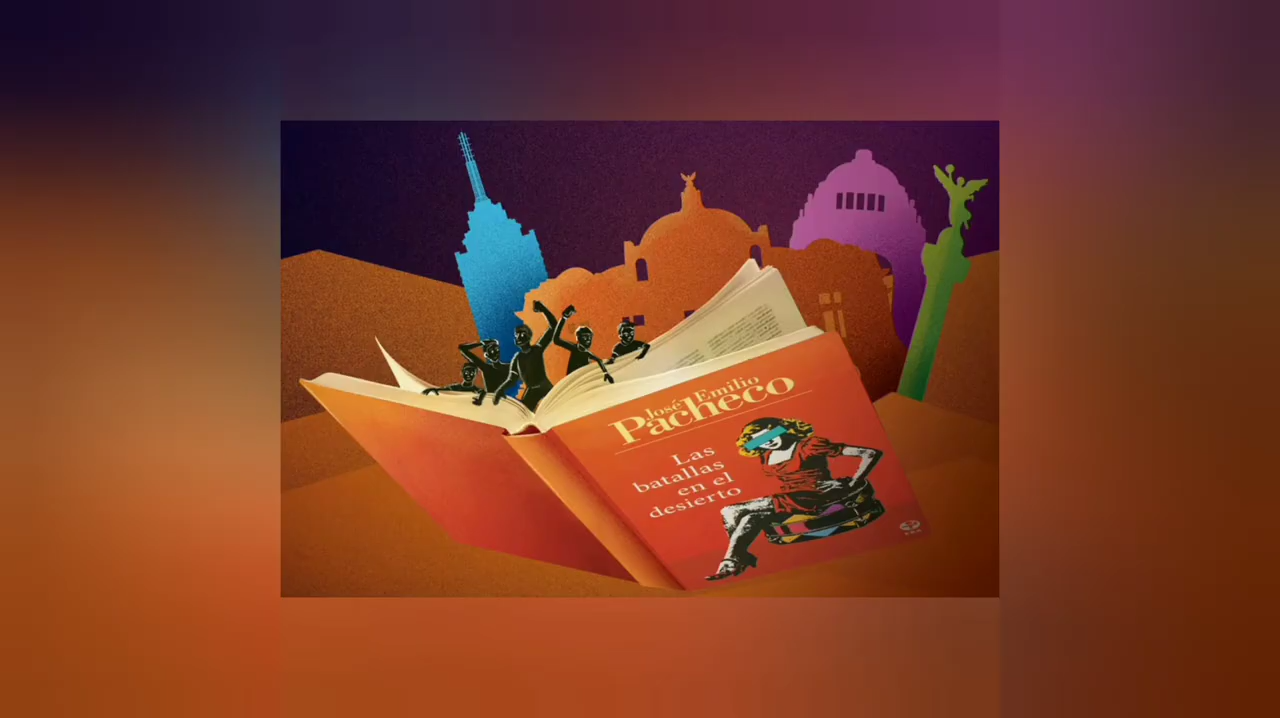 José Emilio
Pacheco
Las
batallas
en el
desierto